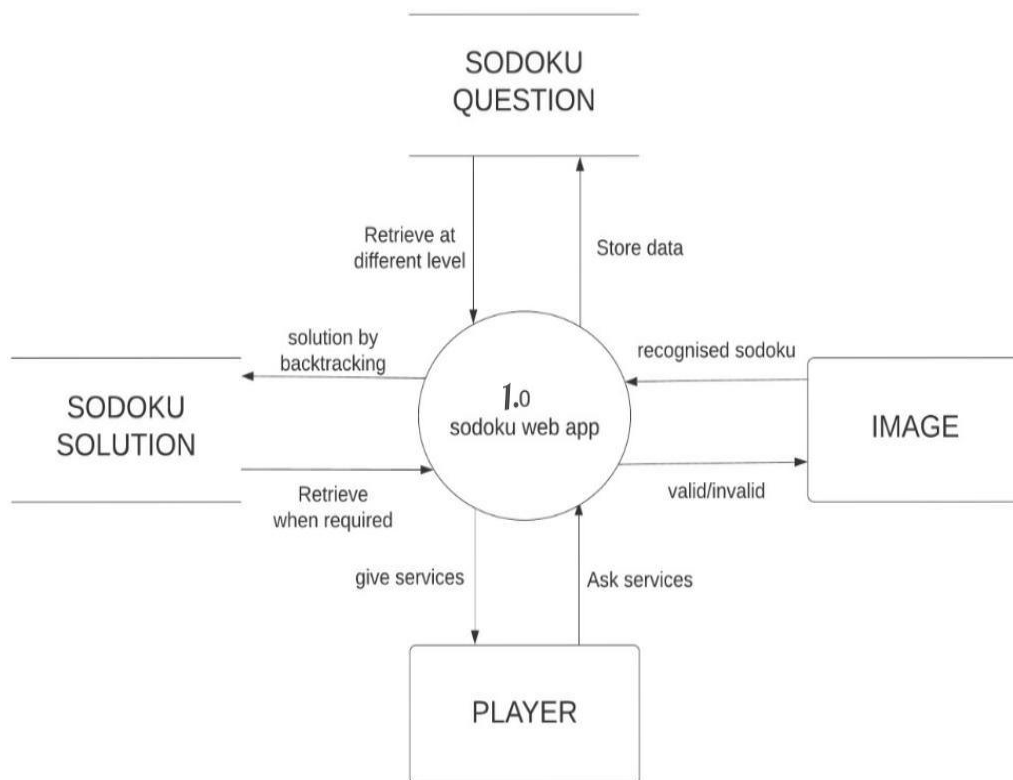 SODOKU
QUESTION
Retrieve at
different level
Store data
solution by
backtracking
recognised sodoku
SODOKU
SOLUTION
1.0
sodoku web app
IMAGE
Retrieve
when required
valid/invalid
give services
Ask services
PLAYER